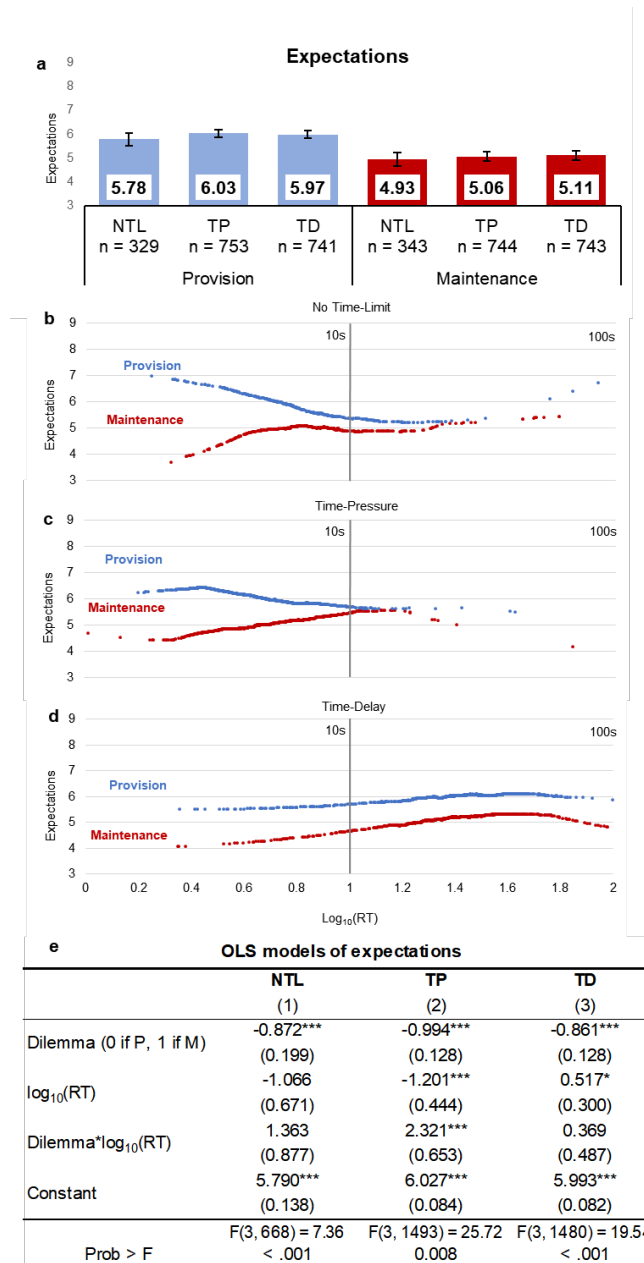 Expectations
a
9
8
7
6
5
4
3
Expectations
5.78 6.03 5.97 4.93 5.06 5.11
NTL TP TD NTL TP TD
n = 329 n = 753 n = 741 n = 343 n = 744 n = 743
Provision Maintenance
b No Time-Limit
9
8
7
6
5
4
3
Expectations
10s 100s
Provision
Maintenance
c Time-Pressure
9
8
7
6
5
4
3
Expectations
10s 100s
Provision
Maintenance
d Time-Delay
9
8
7
6
5
4
3
Expectations
10s 100s
Provision
Maintenance
0 0.2 0.4 0.6 0.8 1 1.2 1.4 1.6 1.8 2
Log10(RT)
e OLS models of expectations
NTL TP TD
(1) (2) (3)
Dilemma (0 if P, 1 if M) -0.872*** -0.994*** -0.861***
(0.199) (0.128) (0.128)
log10(RT) -1.066 -1.201*** 0.517*
(0.671) (0.444) (0.300)
Dilemma*log10(RT) 1.363 2.321*** 0.369
(0.877) (0.653) (0.487)
Constant 5.790*** 6.027*** 5.993***
(0.138) (0.084) (0.082)
F(3, 668) = 7.36 F(3, 1493) = 25.72 F(3, 1480) = 19.54
Prob > F < .001 0.008 < .001